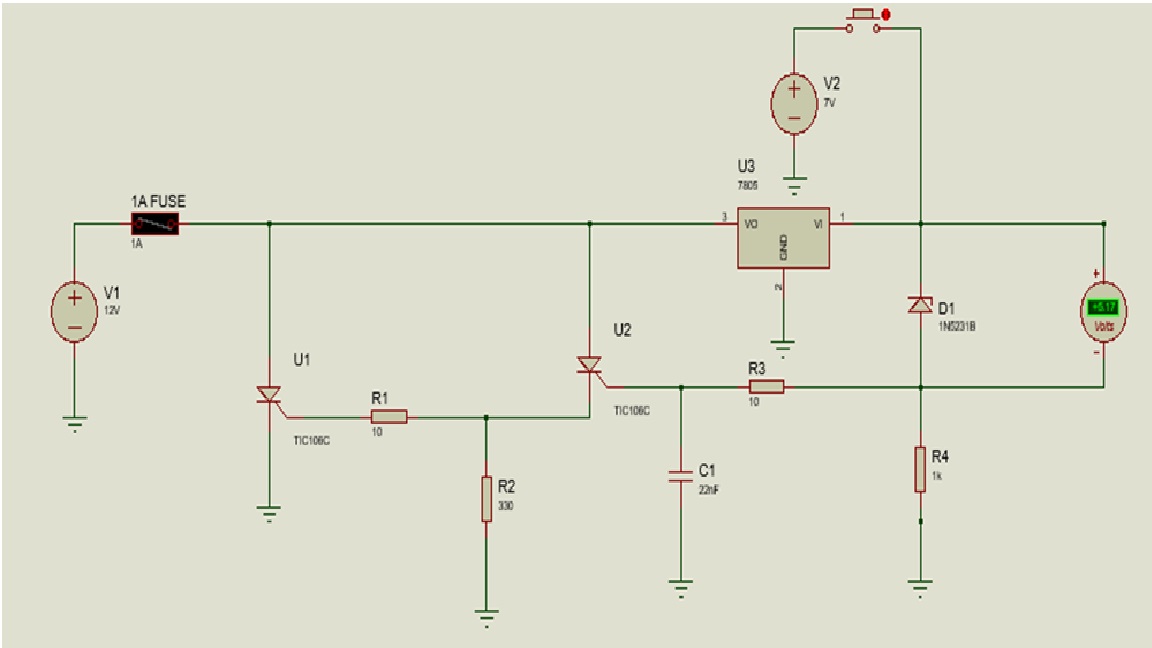 V2
7V
U3
7805
1A FUSE
1A
3
VO
VI
1
GND
2
V1
12V
+
-
U2
TIC106C
D1
1N5231B
+5.17
Volts
U1
TIC106C
R1
10
R3
10
R2
330
C1
22nF
R4
1k